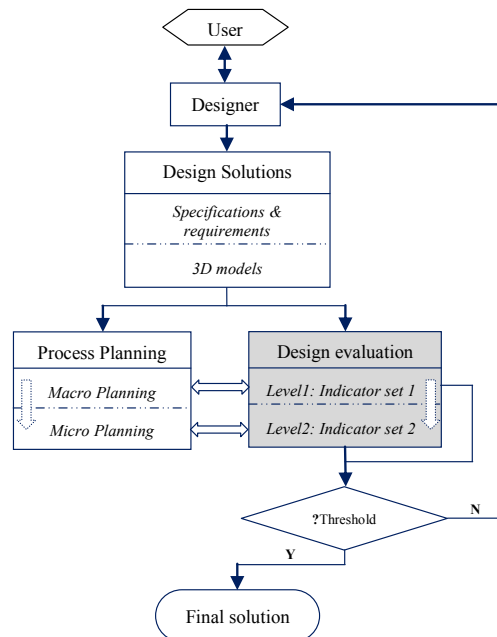 User
Designer
Design Solutions
Specifications &
requirements
3D models
Process Planning
Macro Planning
Micro Planning
Design evaluation
Level1: Indicator set 1
Level2: Indicator set 2
?Threshold
N
Y
Final solution